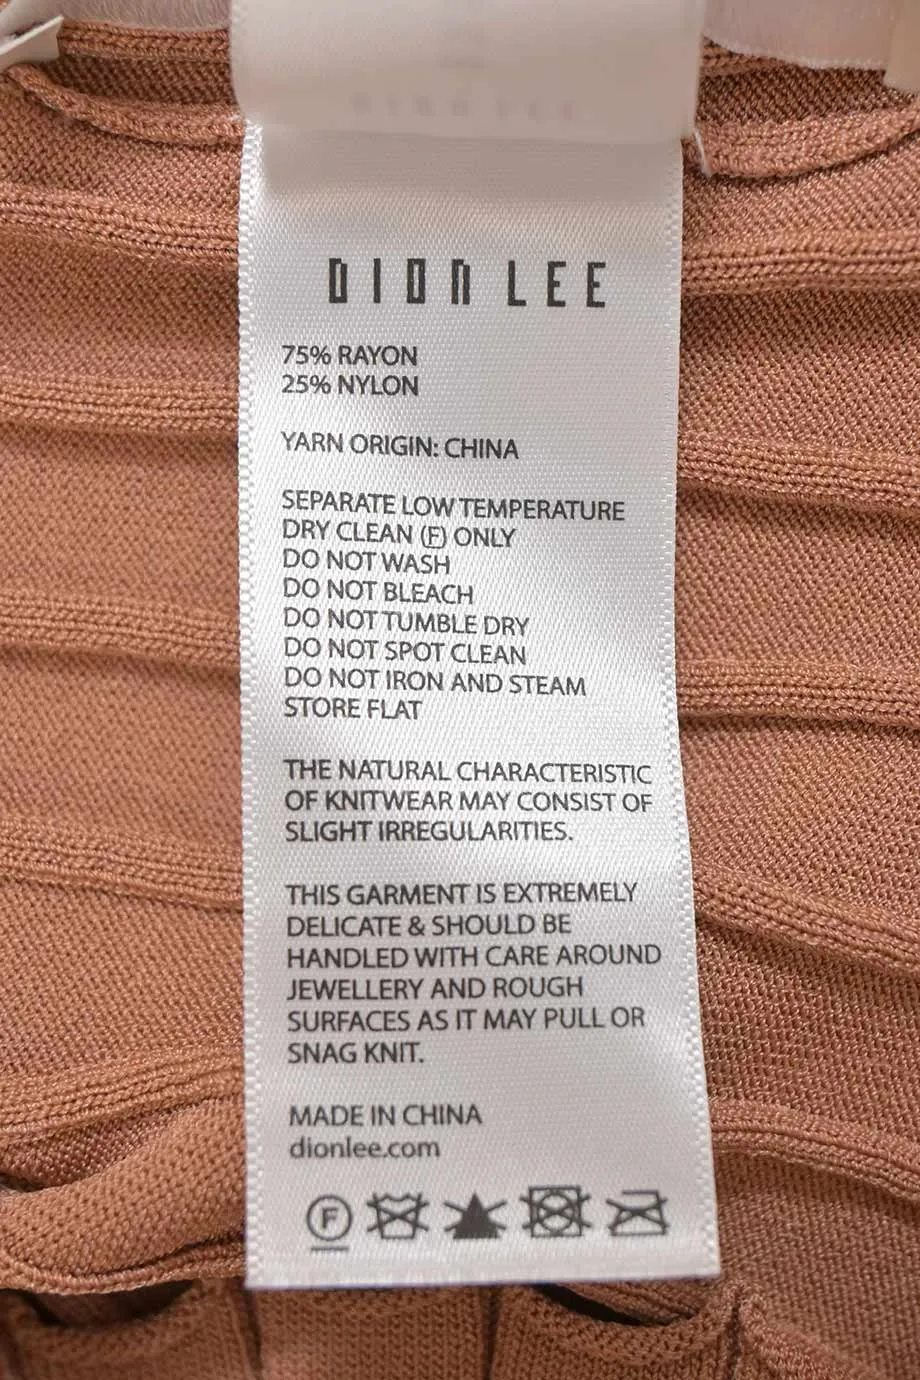 DION LEE
DION LEE
75% RAYON
25% NYLON
YARN ORIGIN: CHINA
SEPARATE LOW TEMPERATURE
DRY CLEAN (F) ONLY
DO NOT WASH
DO NOT BLEACH
DO NOT TUMBLE DRY
DO NOT SPOT CLEAN
DO NOT IRON AND STEAM
STORE FLAT
THE NATURAL CHARACTERISTIC
OF KNITWEAR MAY CONSIST OF
SLIGHT IRREGULARITIES.
THIS GARMENT IS EXTREMELY
DELICATE & SHOULD BE
HANDLED WITH CARE AROUND
JEWELLERY AND ROUGH
SURFACES AS IT MAY PULL OR
SNAG KNIT.
MADE IN CHINA
dionlee.com
F